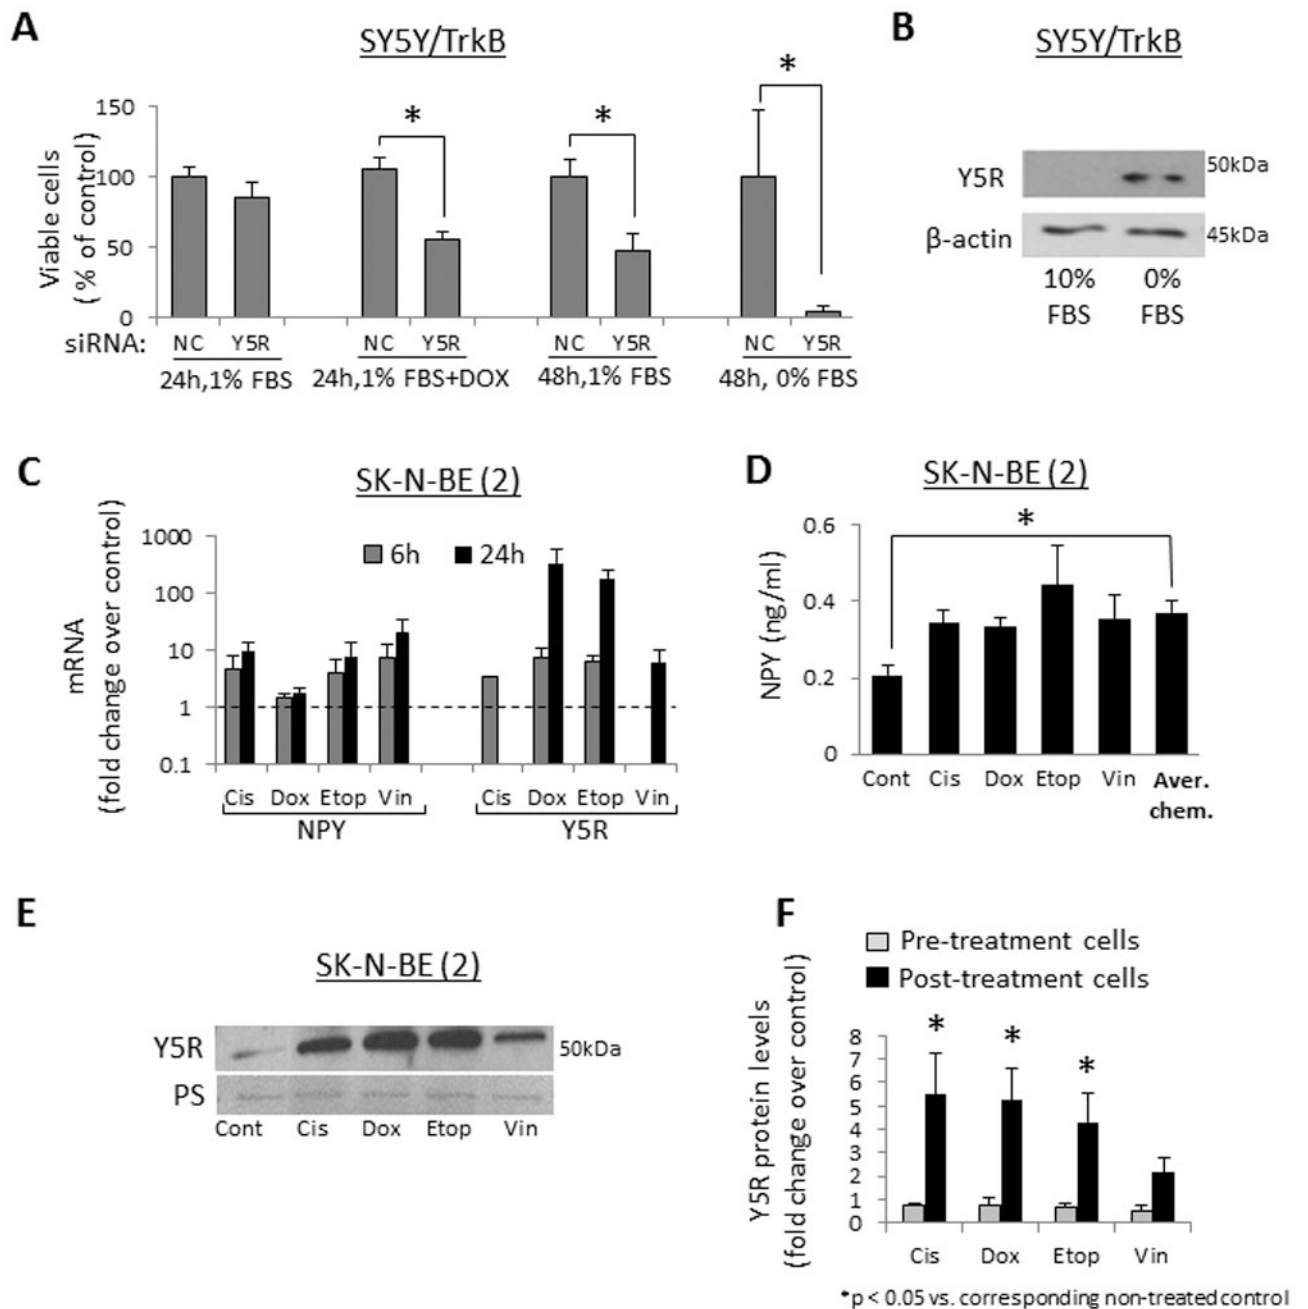 A
SY5Y/TrkB
*
*
*
150
100
50
0
Viable cells
( % of control)
siRNA: NC Y5R NC Y5R NC Y5R NC Y5R
24h,1% FBS 24h,1% FBS+DOX 48h,1% FBS 48h, 0% FBS
B
SY5Y/TrkB
Y5R 50kDa
β-actin 45kDa
10% 0%
FBS FBS
C
SK-N-BE (2)
6h 24h
1000
100
10
1
0.1
mRNA
(fold change over control)
Cis Dox Etop Vin Cis Dox Etop Vin
NPY Y5R
D
SK-N-BE (2)
*
0.6
0.4
0.2
0
NPY (ng/ml)
Cont Cis Dox Etop Vin Aver.
chem.
E
SK-N-BE (2)
Y5R 50kDa
PS
Cont Cis Dox Etop Vin
F
Pre-treatment cells
Post-treatment cells
* * *
8
7
6
5
4
3
2
1
0
Y5R protein levels
(fold change over control)
Cis Dox Etop Vin
*p < 0.05 vs. corresponding non-treated control